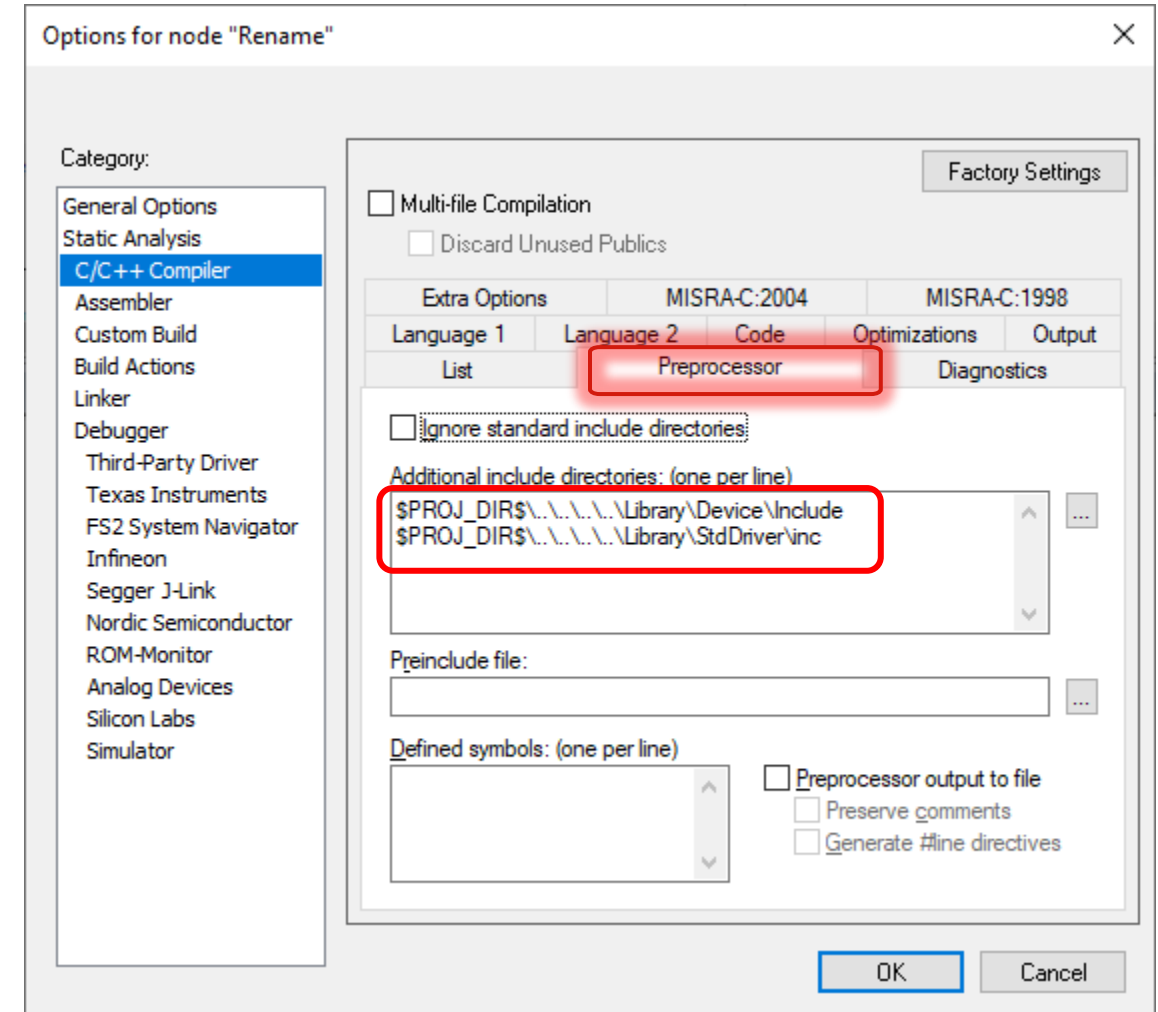 Options for node "Rename"
Category:
General Options
Static Analysis
C/C++ Compiler
Assembler
Custom Build
Build Actions
Linker
Debugger
Third-Party Driver
Texas Instruments
FS2 System Navigator
Infineon
Segger J-Link
Nordic Semiconductor
ROM-Monitor
Analog Devices
Silicon Labs
Simulator
Factory Settings
Multi-file Compilation
Discard Unused Publics
Extra Options MISRA-C:2004 MISRA-C:1998
Language 1 Language 2 Code Optimizations Output
List Preprocessor Diagnostics
Ignore standard include directories
Additional include directories: (one per line)
$PROJ_DIR$\..\..\..\..\Library\Device\Include
$PROJ_DIR$\..\..\..\..\Library\StdDriver\inc
...
Preinclude file:
...
Defined symbols: (one per line)
Preprocessor output to file
Preserve comments
Generate #line directives
OK Cancel